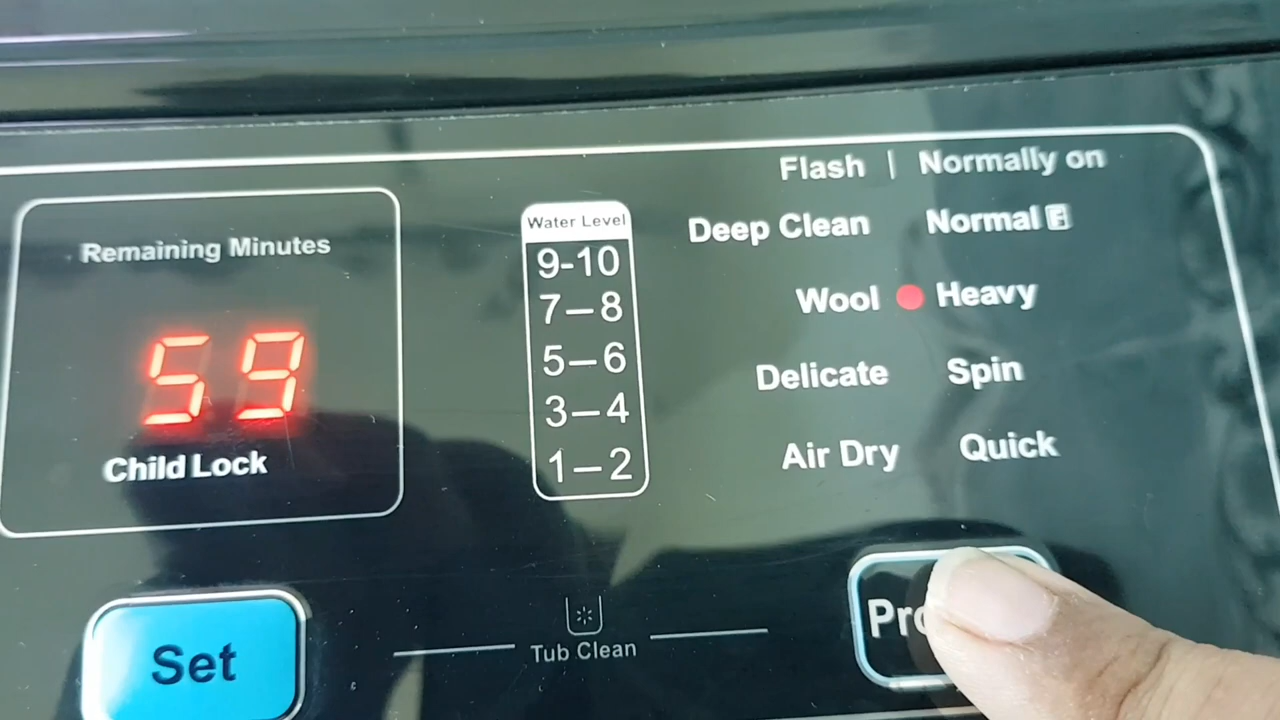 Flash | Normally on
Remaining Minutes
59
Child Lock
Water Level
9-10
7–8
5–6
3–4
1–2
Deep Clean Normal E
Wool Heavy
Delicate Spin
Air Dry Quick
Set
Tub Clean